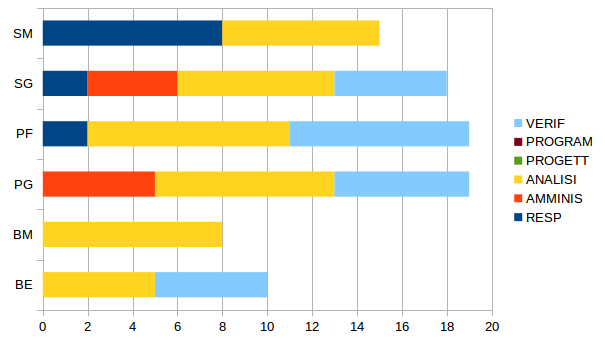 SM
SG
PF
PG
BM
BE
0 2 4 6 8 10 12 14 16 18 20
VERIF
PROGRAM
PROGETT
ANALISI
AMMINIS
RESP